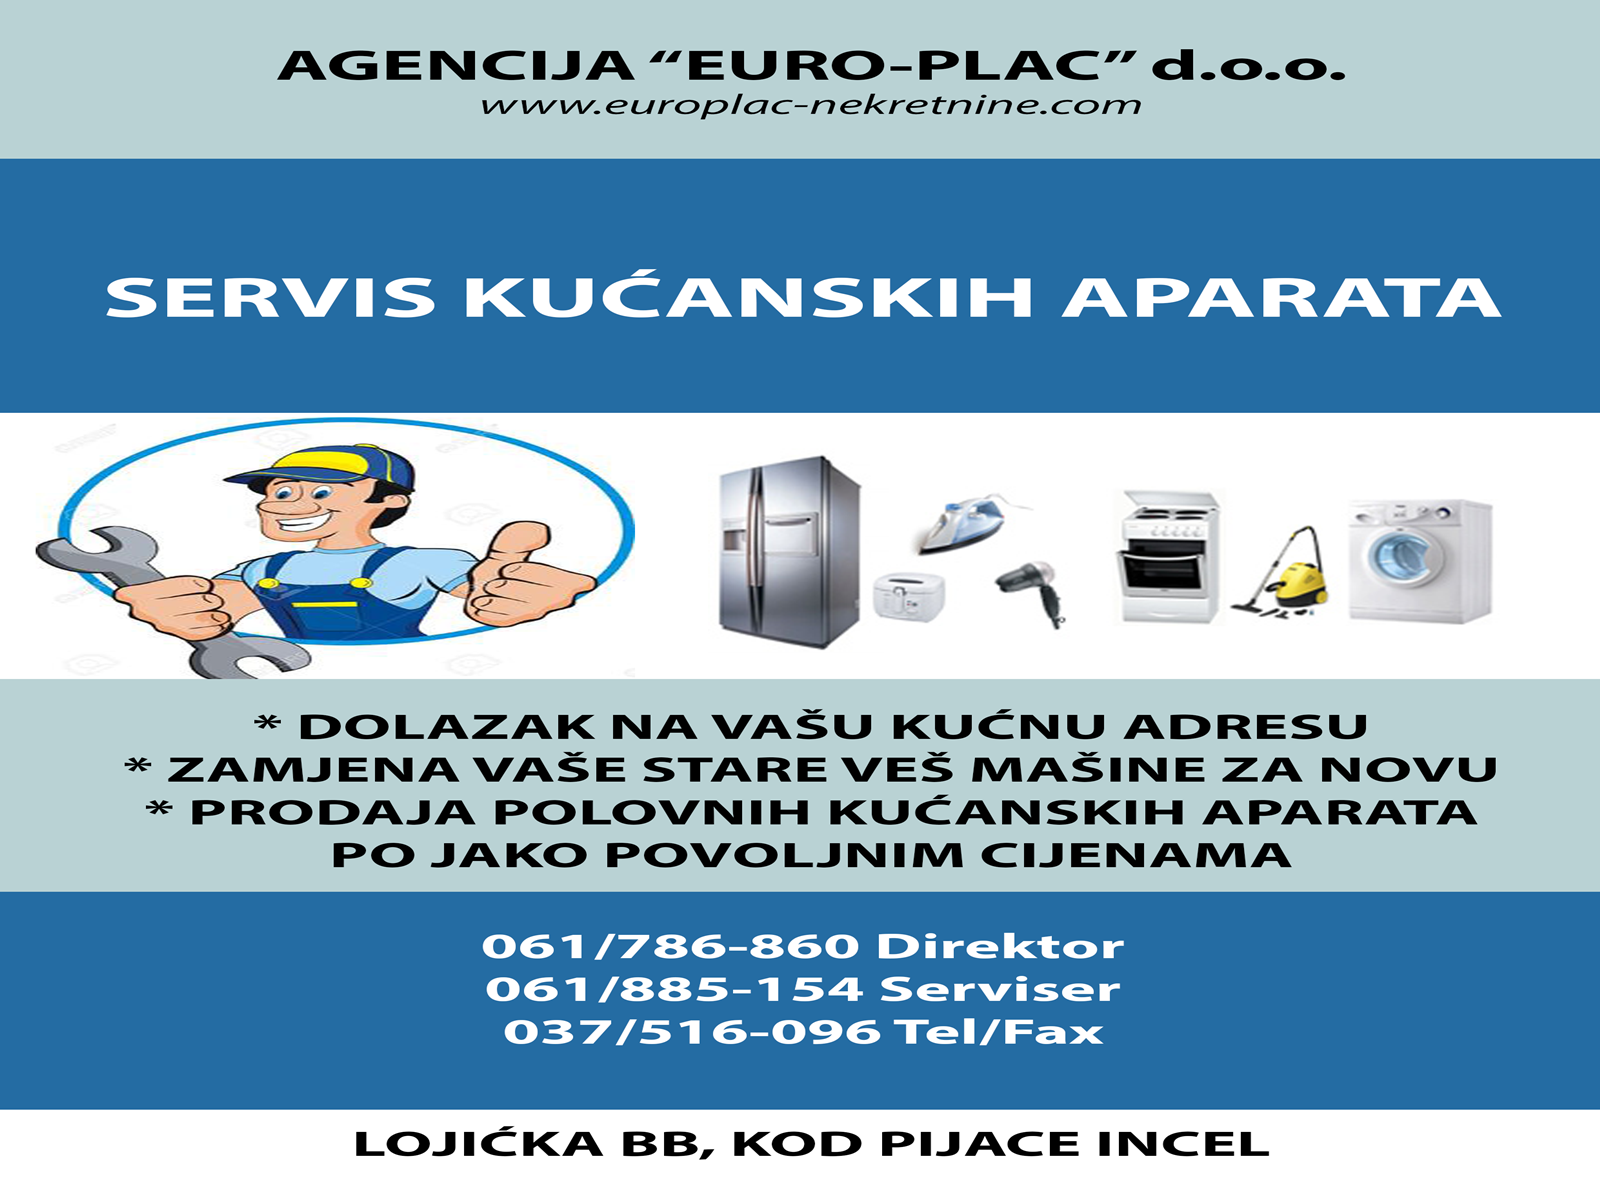 AGENCIJA “EURO-PLAC” d.o.o.
www.europlac-nekretnine.com
SERVIS KUĆANSKIH APARATA
* DOLAZAK NA VAŠU KUĆNU ADRESU
* ZAMJENA VAŠE STARE VEŠ MAŠINE ZA NOVU
* PRODAJA POLOVNIH KUĆANSKIH APARATA
PO JAKO POVOLJNIM CIJENAMA
061/786-860 Direktor
061/885-154 Serviser
037/516-096 Tel/Fax
LOJIĆKA BB, KOD PIJACE INCEL